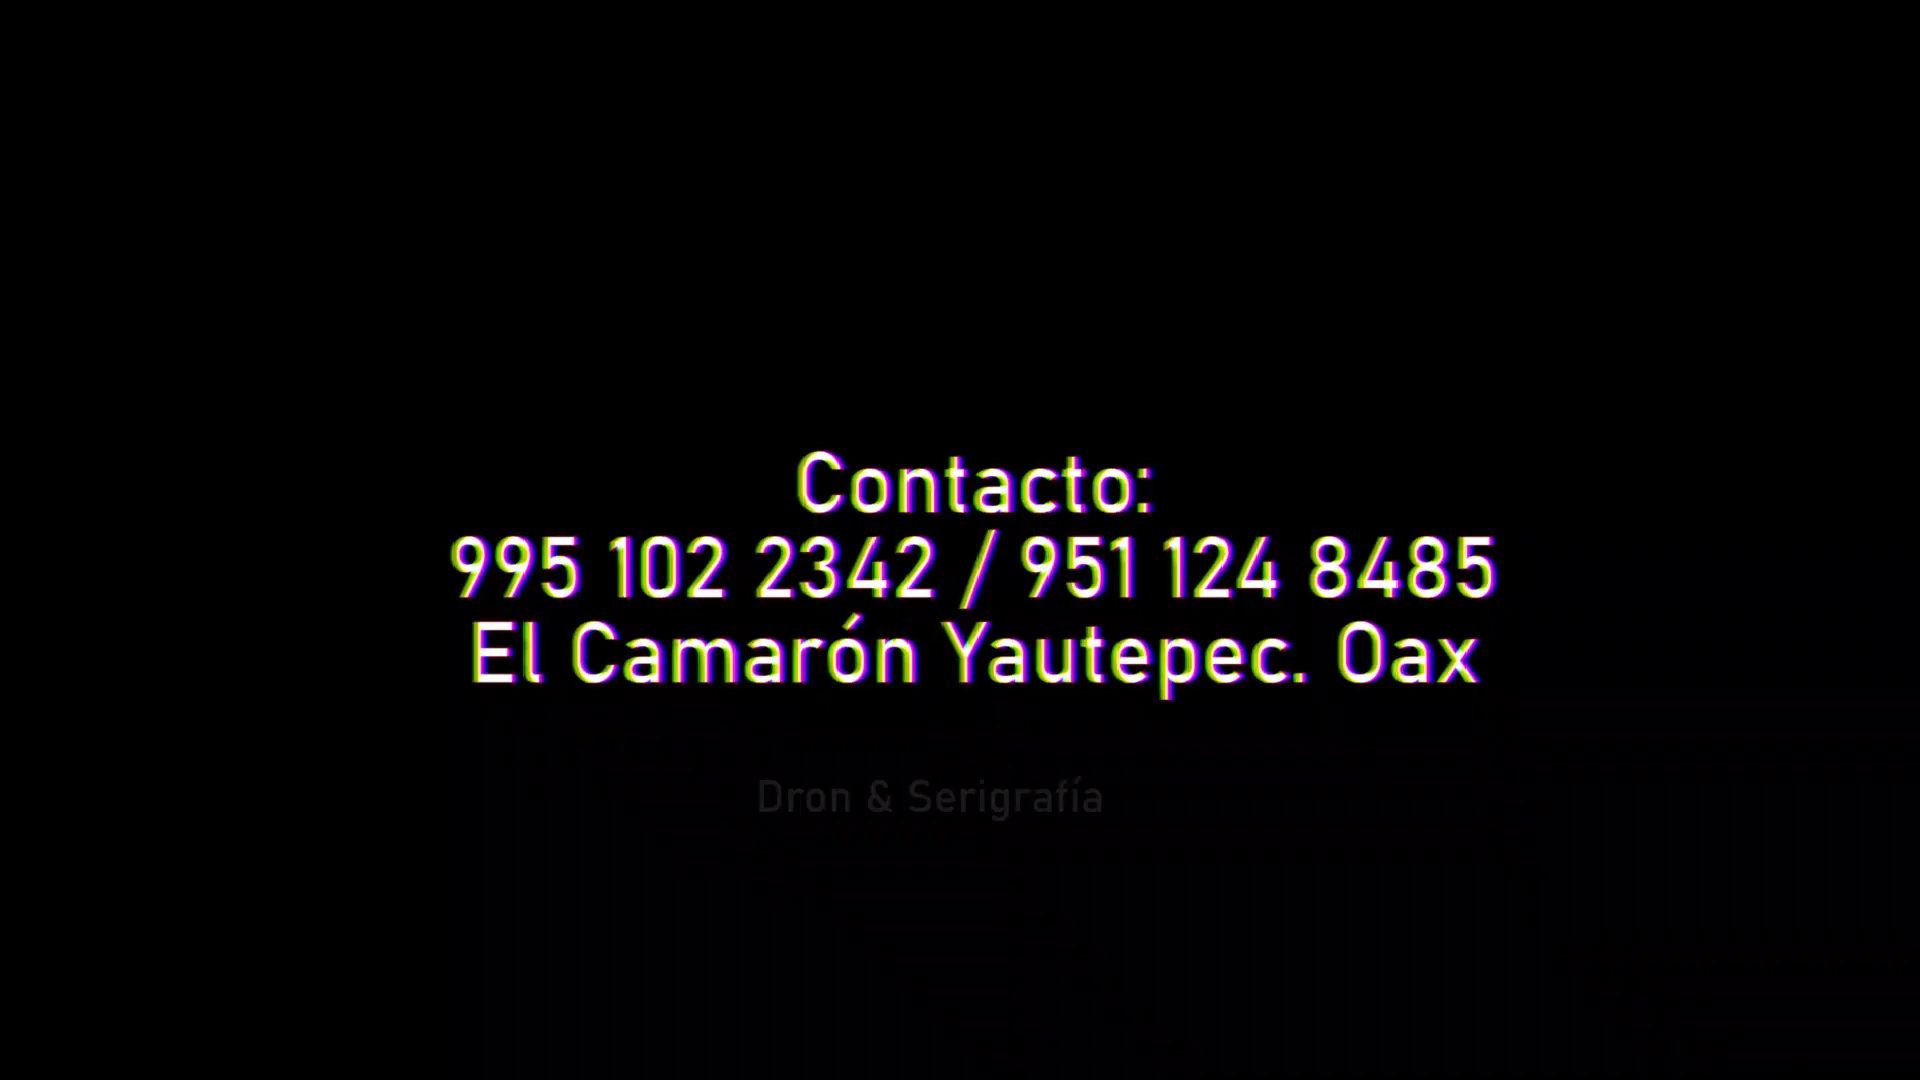 Contacto:
995 102 2342 / 951 124 8485
El Camarón Yautepec. Oax
Dron & Serigrafía